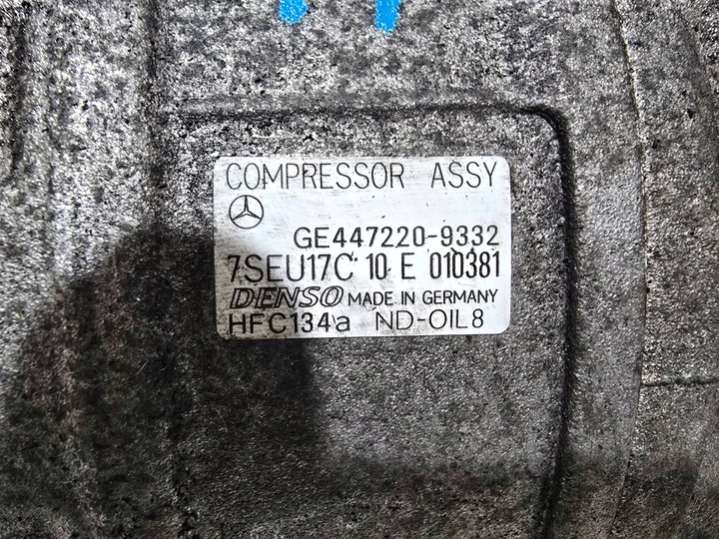 COMPRESSOR ASSY
GE447220-9332
7SEU17C 10 E 010381
DENSO MADE IN GERMANY
HFC134a ND-OIL8